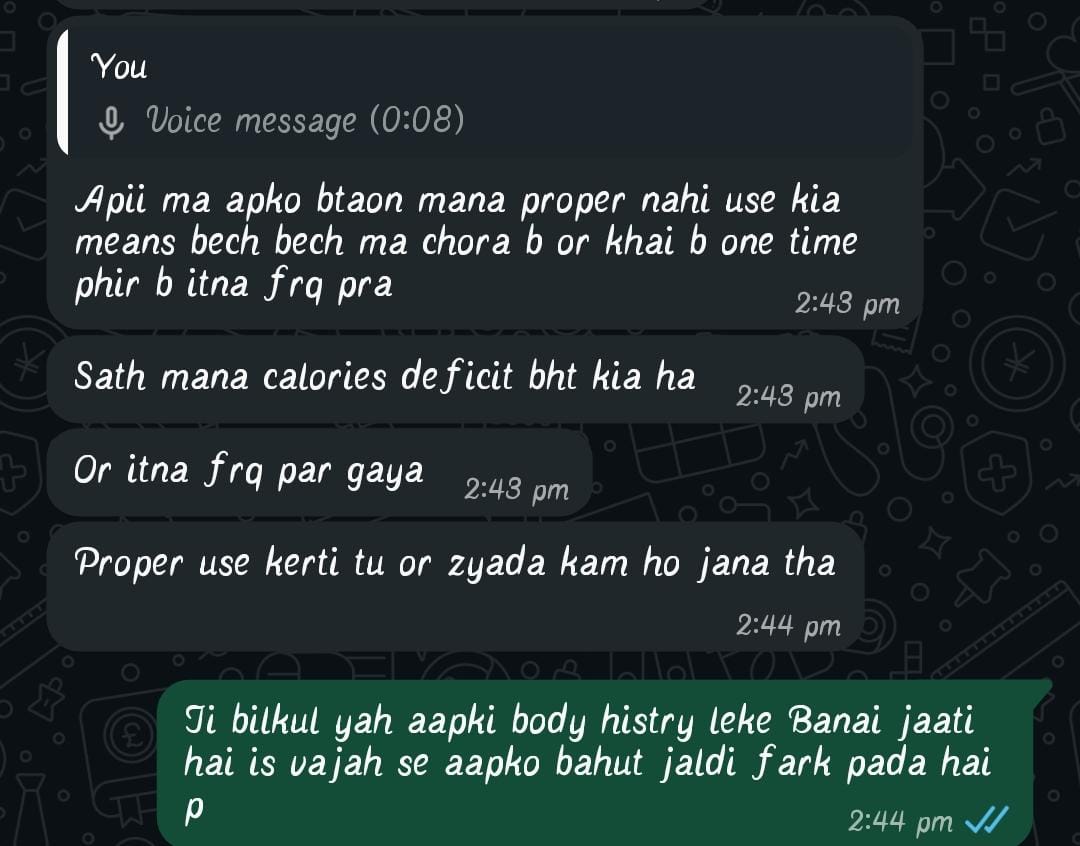 You
Voice message (0:08)
Apii ma apko btaon mana proper nahi use kia
means bech bech ma chora b or khai b one time
phir b itna frq pra
2:43 pm
Sath mana calories deficit bht kia ha
2:43 pm
Or itna frq par gaya
2:43 pm
Proper use kerti tu or zyada kam ho jana tha
2:44 pm
Ji bilkul yah aapki body histry leke Banai jaati
hai is vajah se aapko bahut jaldi fark pada hai
p
2:44 pm